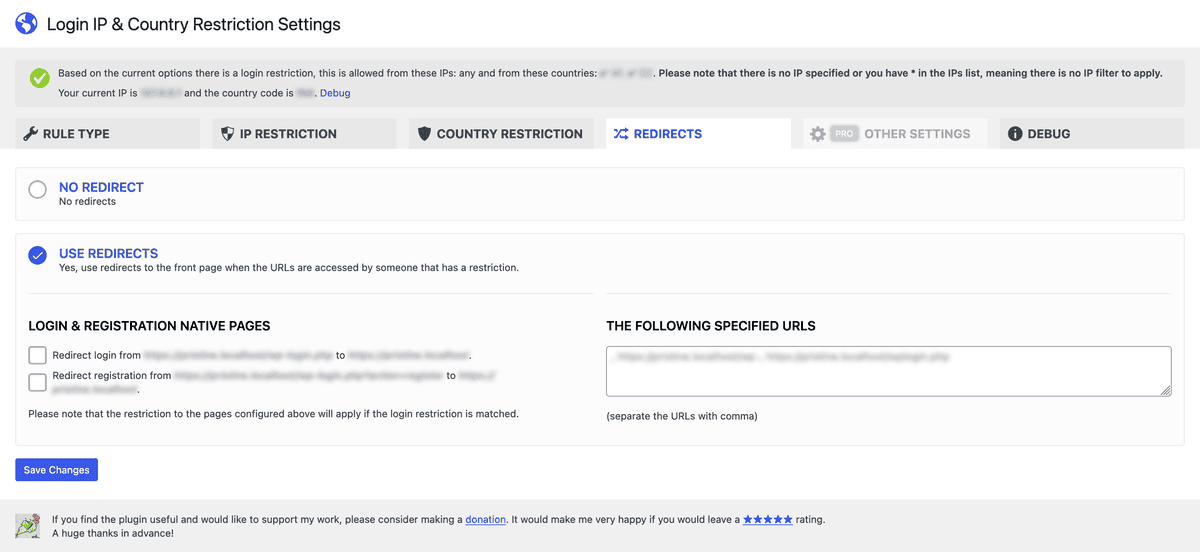 Login IP & Country Restriction Settings
Based on the current options there is a login restriction, this is allowed from these IPs: any and from these countries: . Please note that there is no IP specified or you have * in the IPs list, meaning there is no IP filter to apply.
Your current IP is and the country code is . Debug
RULE TYPE
IP RESTRICTION
COUNTRY RESTRICTION
REDIRECTS
PRO OTHER SETTINGS
DEBUG
NO REDIRECT
No redirects
USE REDIRECTS
Yes, use redirects to the front page when the URLs are accessed by someone that has a restriction.
LOGIN & REGISTRATION NATIVE PAGES
Redirect login from to .
Redirect registration from to
.
Please note that the restriction to the pages configured above will apply if the login restriction is matched.
THE FOLLOWING SPECIFIED URLS
(separate the URLs with comma)
Save Changes
If you find the plugin useful and would like to support my work, please consider making a donation. It would make me very happy if you would leave a ★★★★★ rating.
A huge thanks in advance!